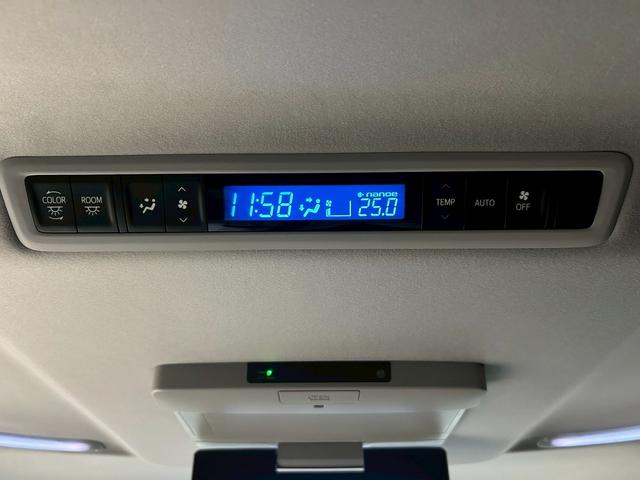 COLOR
ROOM
11:58
nanoe
25.0
TEMP
AUTO
OFF